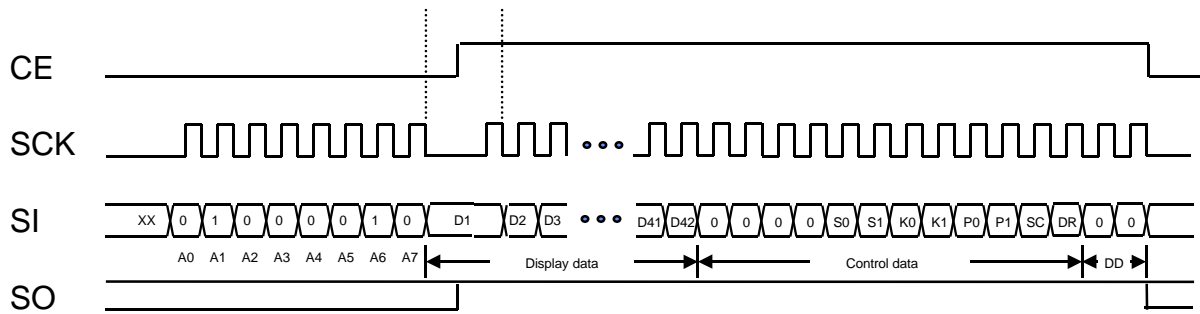 CE
SCK
SI XX 0 1 0 0 0 0 1 0 D1 D2 D3 D41 D42 0 0 0 0 S0 S1 K0 K1 P0 P1 SC DR 0 0
A0 A1 A2 A3 A4 A5 A6 A7 Display data Control data DD
SO